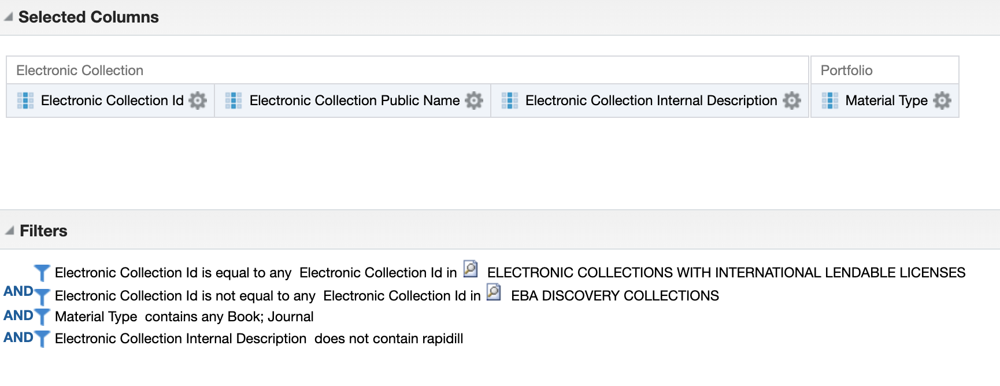 Selected Columns
Electronic Collection
Portfolio
Electronic Collection Id
Electronic Collection Public Name
Electronic Collection Internal Description
Material Type
Filters
Electronic Collection Id is equal to any Electronic Collection Id in ELECTRONIC COLLECTIONS WITH INTERNATIONAL LENDABLE LICENSES
AND Electronic Collection Id is not equal to any Electronic Collection Id in EBA DISCOVERY COLLECTIONS
AND Material Type contains any Book; Journal
AND Electronic Collection Internal Description does not contain rapidill